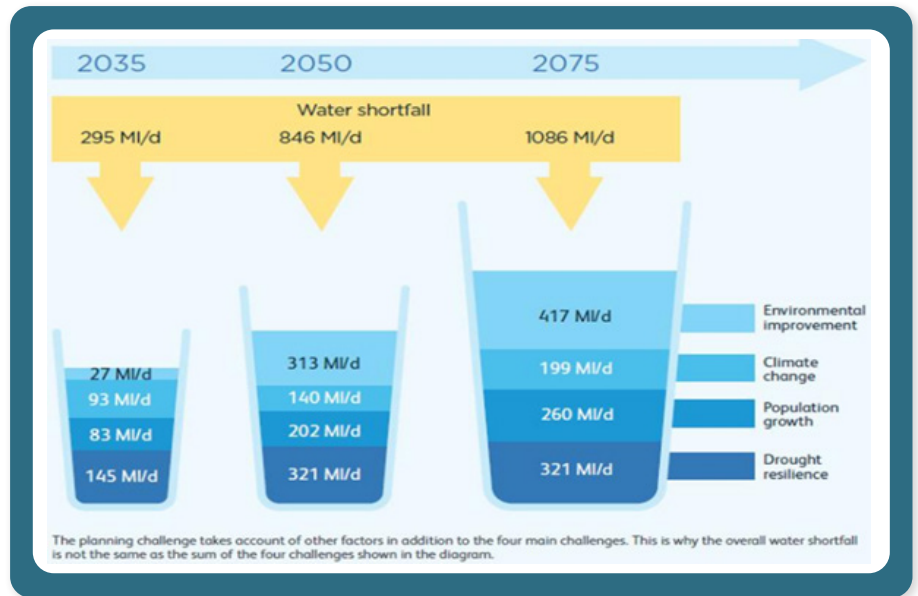 2035 2050 2075
Water shortfall
295 Ml/d 846 Ml/d 1086 Ml/d
27 Ml/d
93 Ml/d
83 Ml/d
145 Ml/d
313 Ml/d
140 Ml/d
202 Ml/d
321 Ml/d
417 Ml/d
199 Ml/d
260 Ml/d
321 Ml/d
Environmental
improvement
Climate
change
Population
growth
Drought
resilience
The planning challenge takes account of other factors in addition to the four main challenges. This is why the overall water shortfall
is not the same as the sum of the four challenges shown in the diagram.